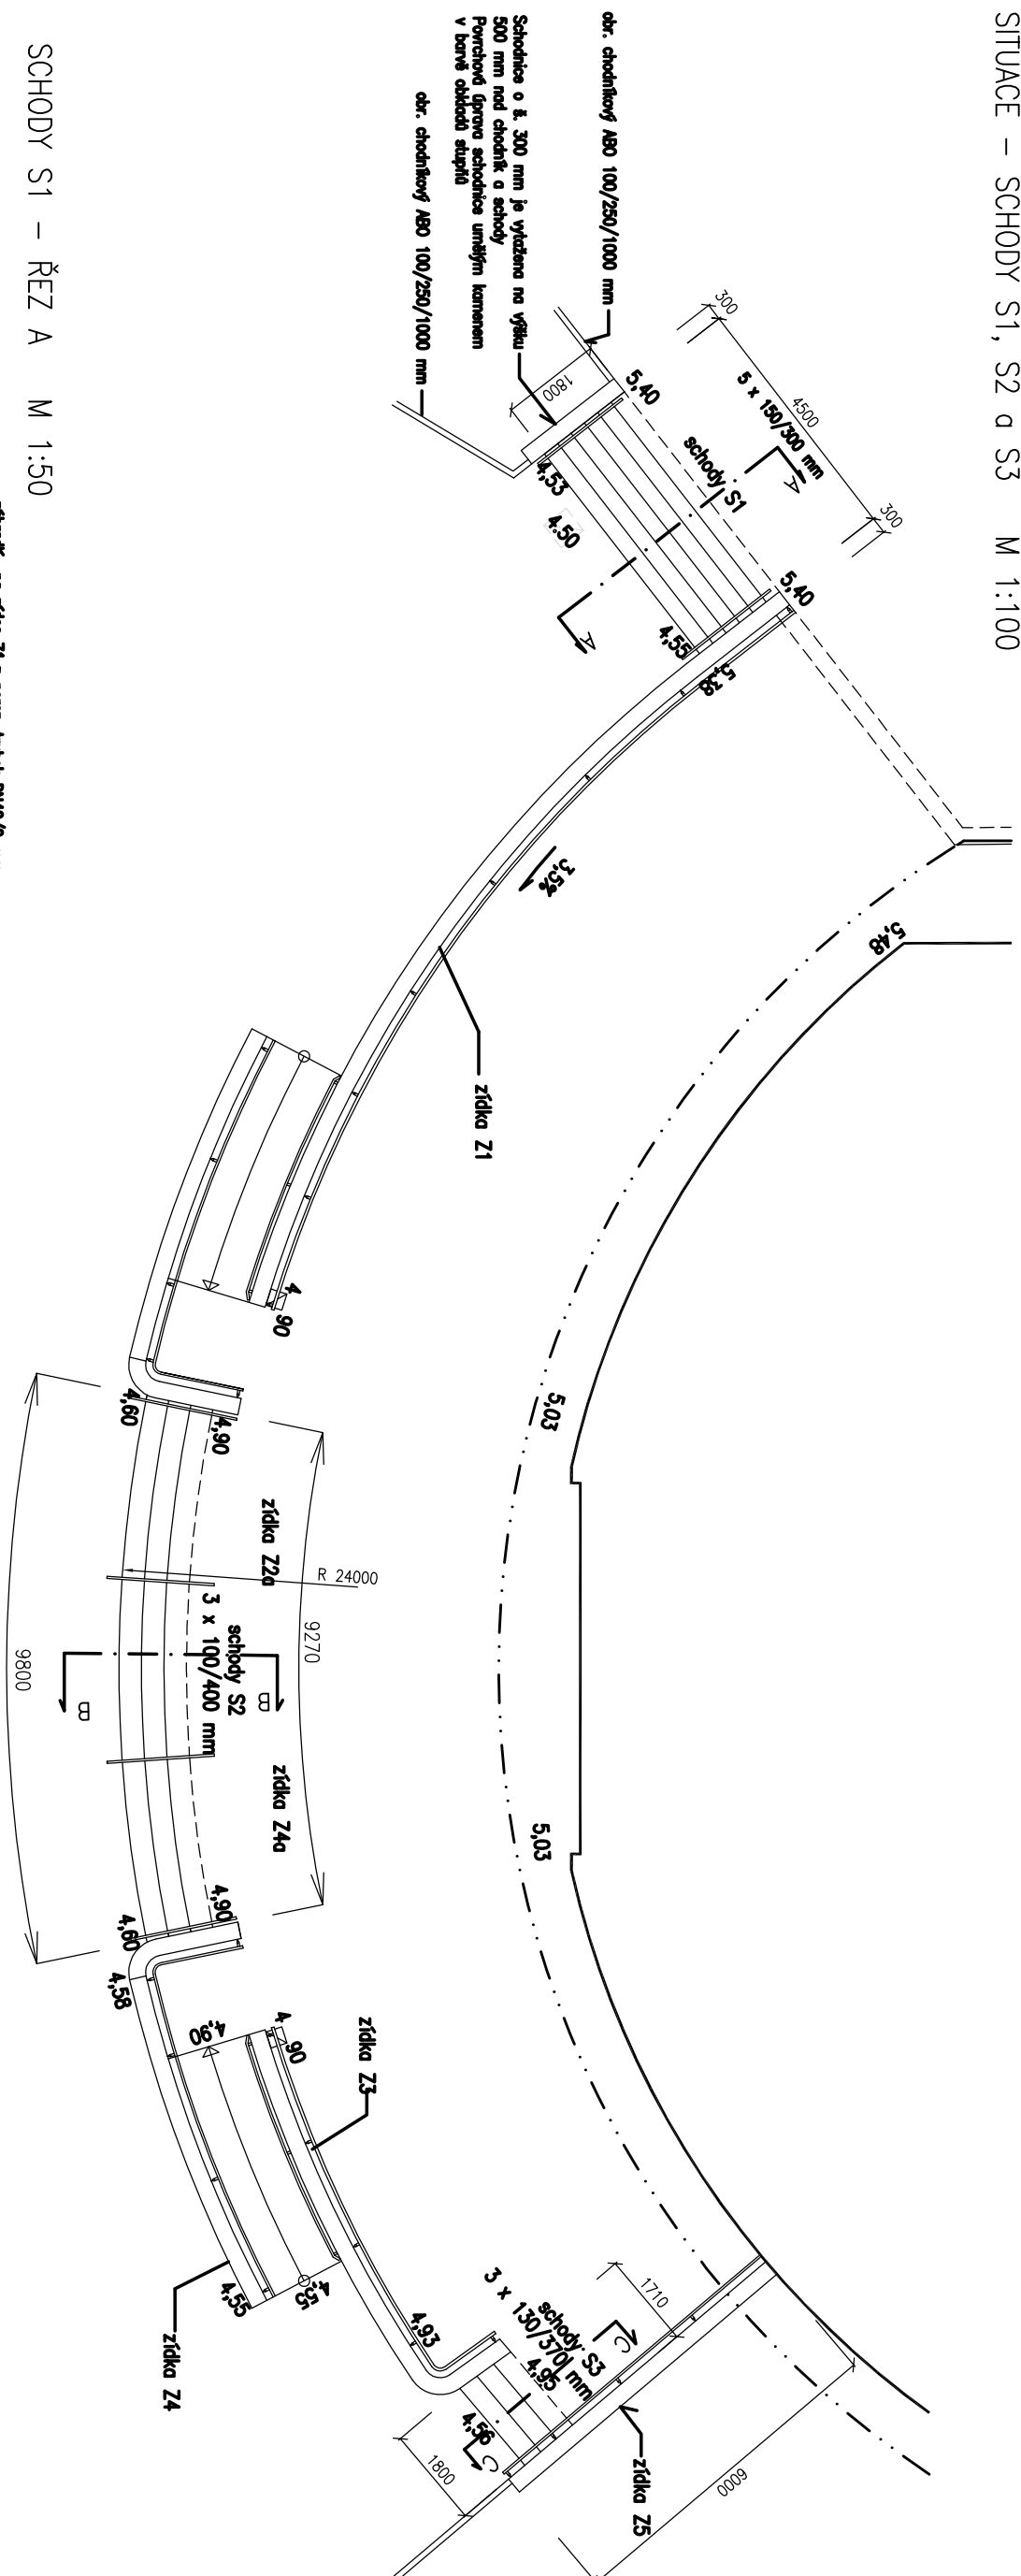 SITUACE - SCHODY S1, S2 a S3   M 1:100
obr. chodníkový ABO 100/250/1000 mm
Schodnice o š. 300 mm je vytažena na výšku
500 mm nad chodník a schody
Povrchová úprava schodnice umělým kamenem
v barvě obkladů stupňů
obr. chodníkový ABO 100/250/1000 mm
300
4500
300
5 x 150/300 mm
1800
5,40
schody S1
A
4,53
4.50
A
5,40
4,55
5,38
3,5%
5,48
zídka Z1
4
90
5,03
4,60
4,90
zídka Z2a
R 24000
9270
schody S2
3 x 100/400 mm
B
B
9800
zídka Z4a
5,03
4,90
4,60
4,58
4,90
4
90
zídka Z3
4,55
4,55
zídka Z4
4,93
schody S3
3 x 130/370 mm
1710
C
4,95
4,56
C
1800
zídka Z5
6000
SCHODY S1 - ŘEZ A   M 1:50